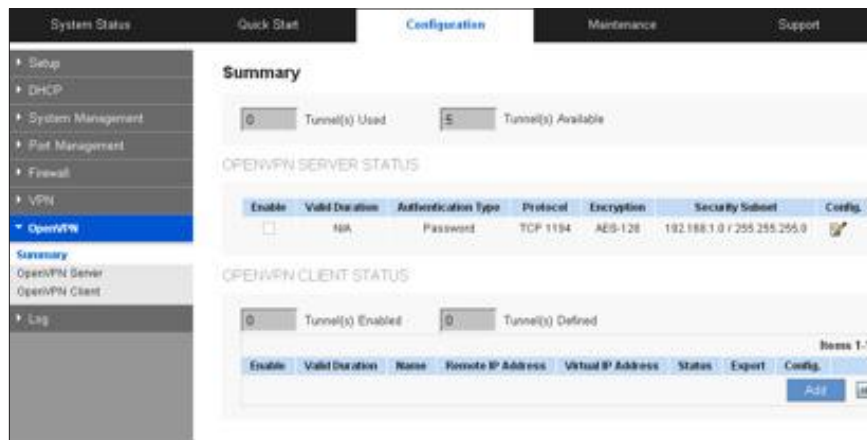 System Status Quick Start Configuration Maintenance Support
Setup
DHCP
System Management
Port Management
Firewall
VPN
OpenVPN
Summary
OpenVPN Server
OpenVPN Client
Log
Summary
0 Tunnel(s) Used 5 Tunnel(s) Available
OPENVPN SERVER STATUS
Enable Valid Duration Authentication Type Protocol Encryption Security Subnet Config.
N/A Password TCP 1194 AES-128 192.168.1.0 / 255.255.255.0
OPENVPN CLIENT STATUS
0 Tunnel(s) Enabled 0 Tunnel(s) Defined
Items 1-
Enable Valid Duration Name Remote IP Address Virtual IP Address Status Export Config.
Add